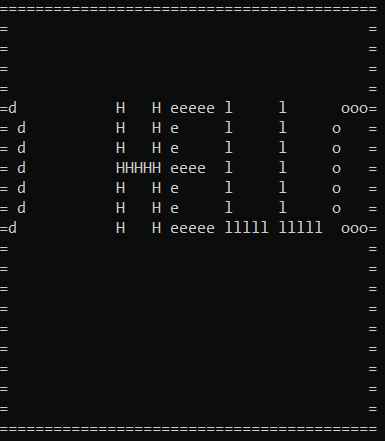 ==========================================
=                                        =
=                                        =
=                                        =
=                                        =
=d           H   H eeeee l     l      ooo=
= d          H   H e     l     l     o   =
= d          H   H e     l     l     o   =
= d          HHHHH eeee  l     l     o   =
= d          H   H e     l     l     o   =
= d          H   H e     l     l     o   =
=d           H   H eeeee lllll lllll  ooo=
=                                        =
=                                        =
=                                        =
=                                        =
=                                        =
=                                        =
=                                        =
=                                        =
=                                        =
==========================================